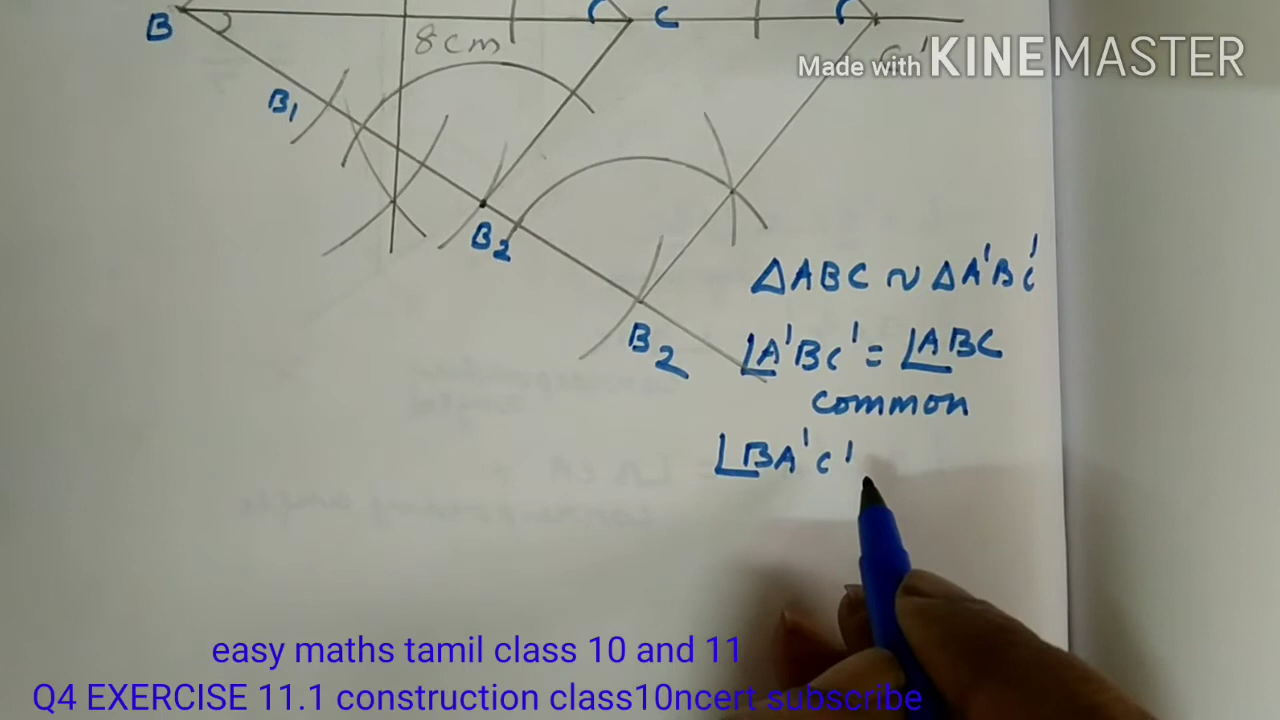 B
C
8cm
C'
Made with KINEMASTER
B1
B2
B2
ΔABC ~ ΔA'BC'
∠A'BC' = ∠ABC
common
∠BA'C'
easy maths tamil class 10 and 11
Q4 EXERCISE 11.1 construction class10ncert subscribe